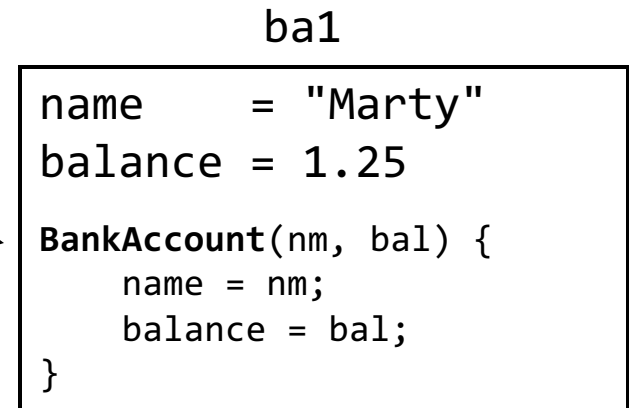 ba1
name    = "Marty"
balance = 1.25
BankAccount(nm, bal) {
    name = nm;
    balance = bal;
}